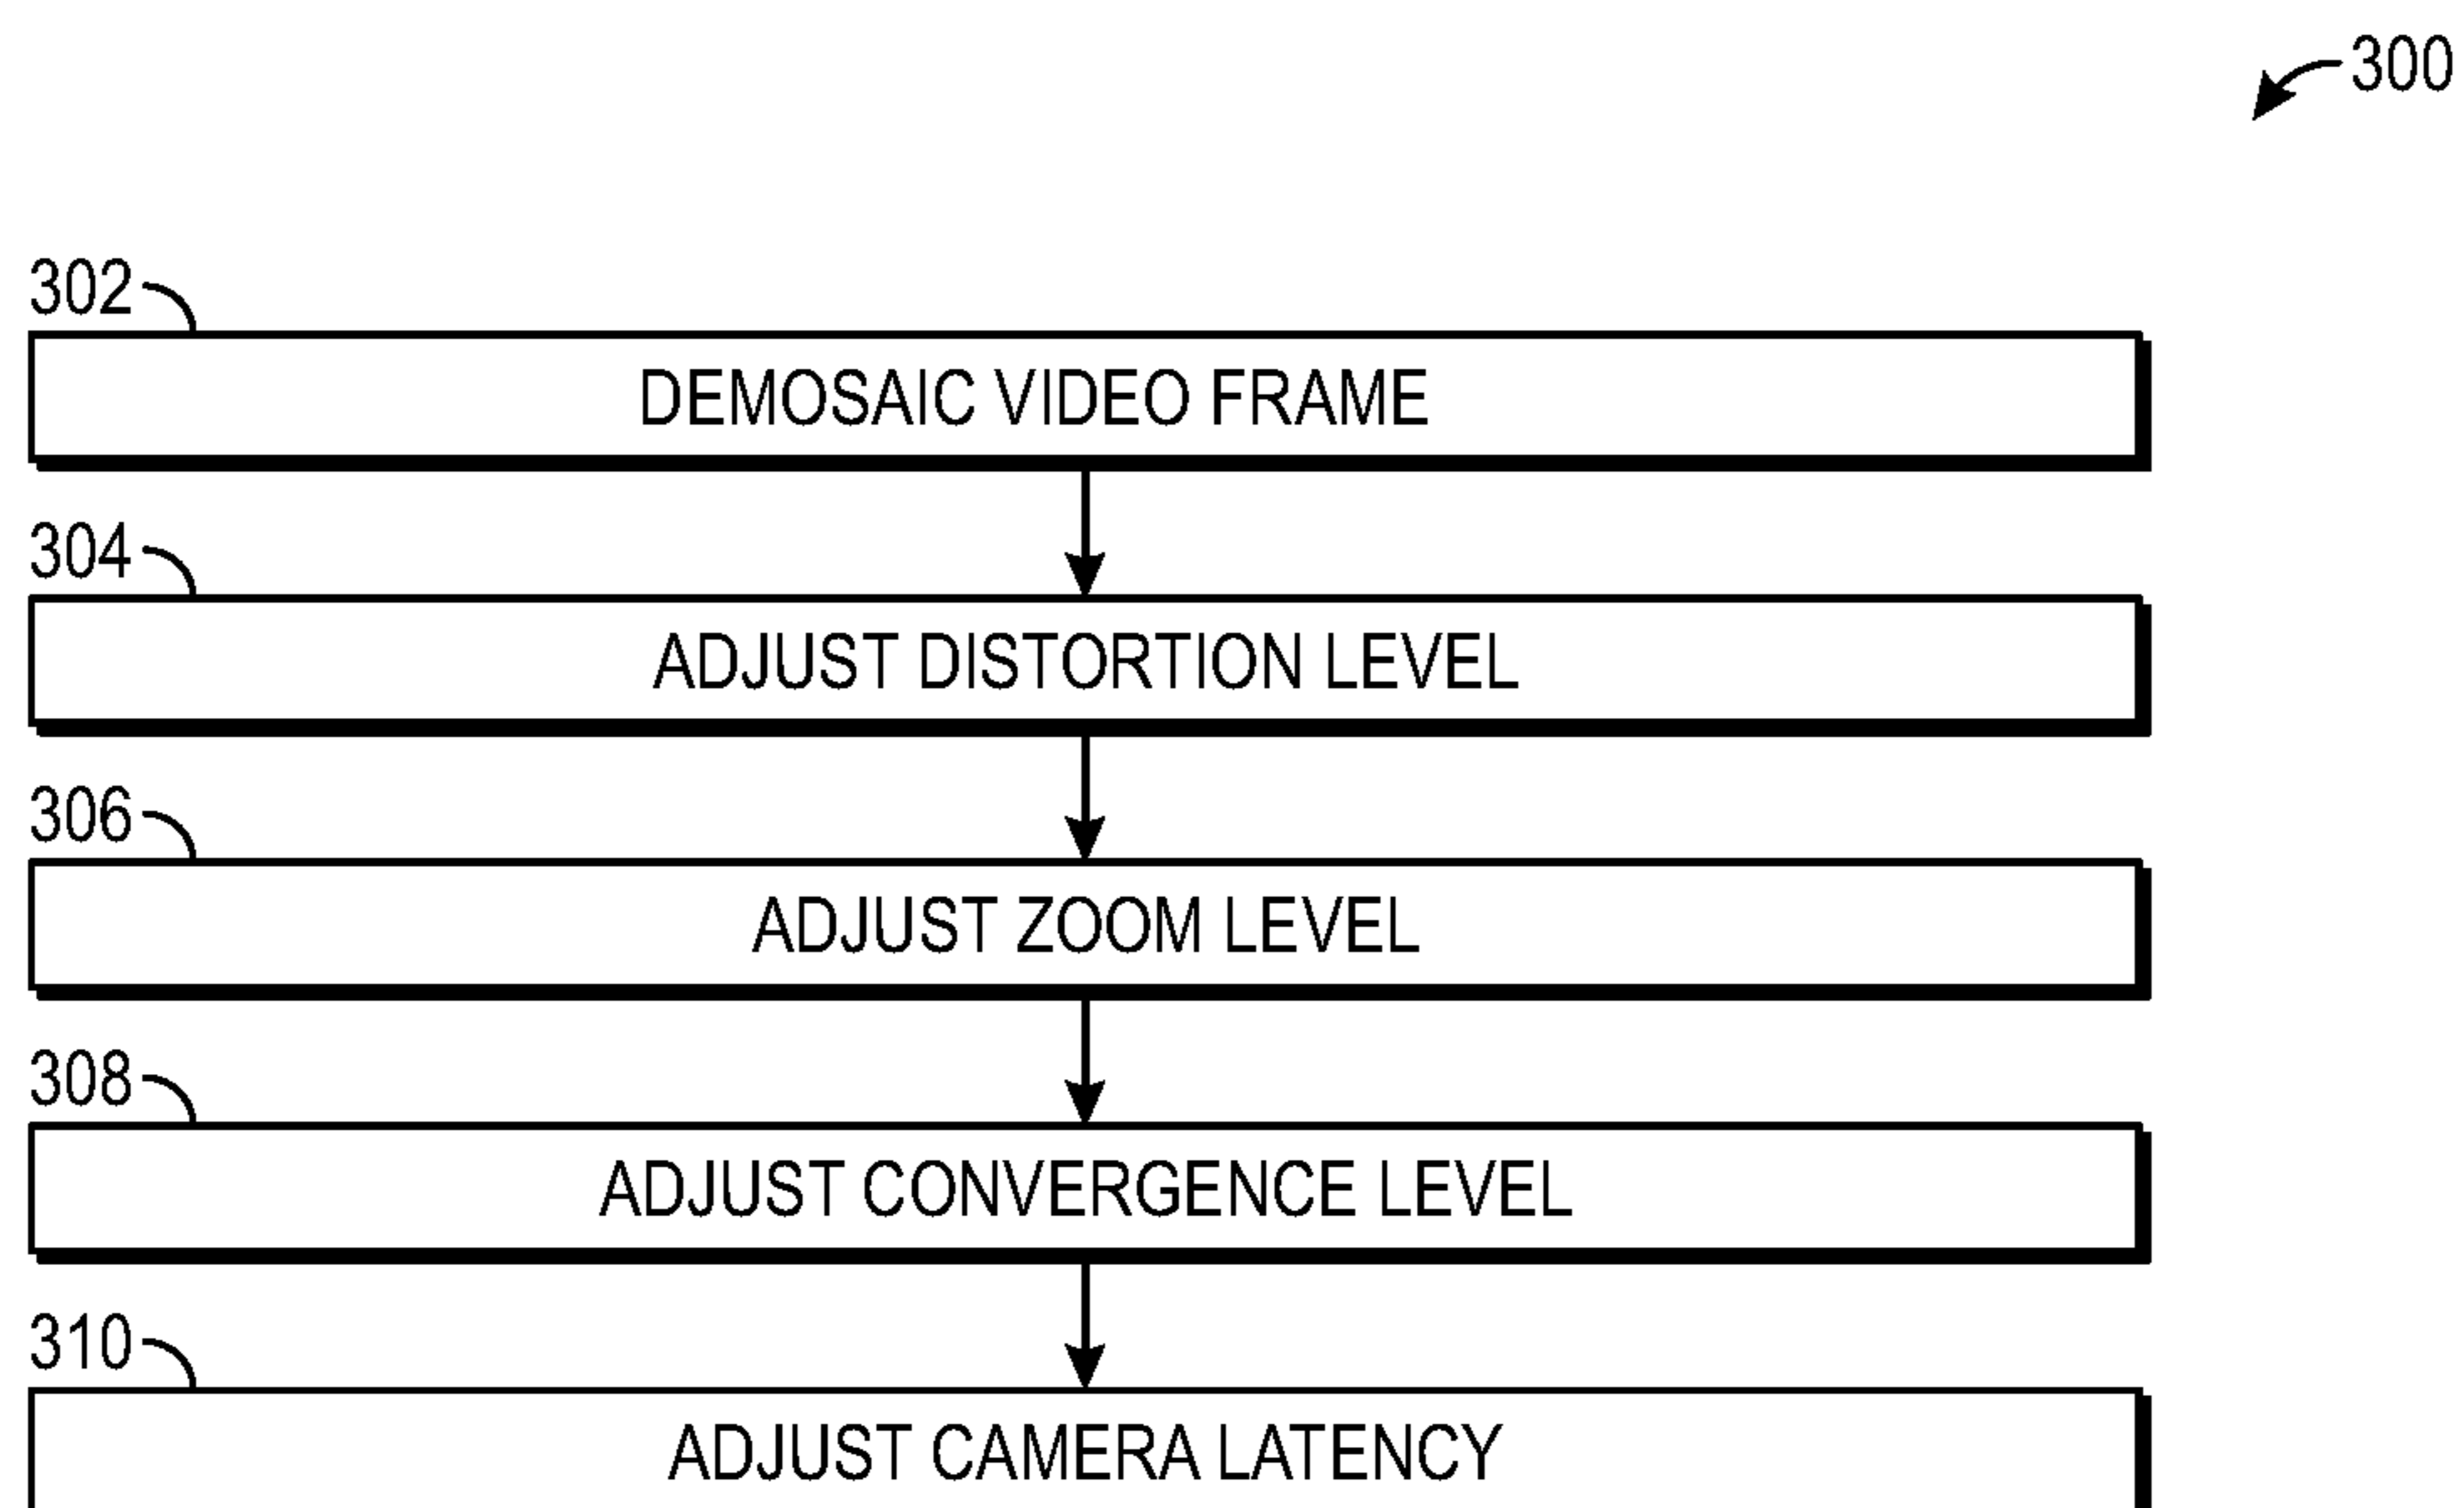 300
302
DEMOSAIC VIDEO FRAME
304
ADJUST DISTORTION LEVEL
306
ADJUST ZOOM LEVEL
308
ADJUST CONVERGENCE LEVEL
310
ADJUST CAMERA LATENCY